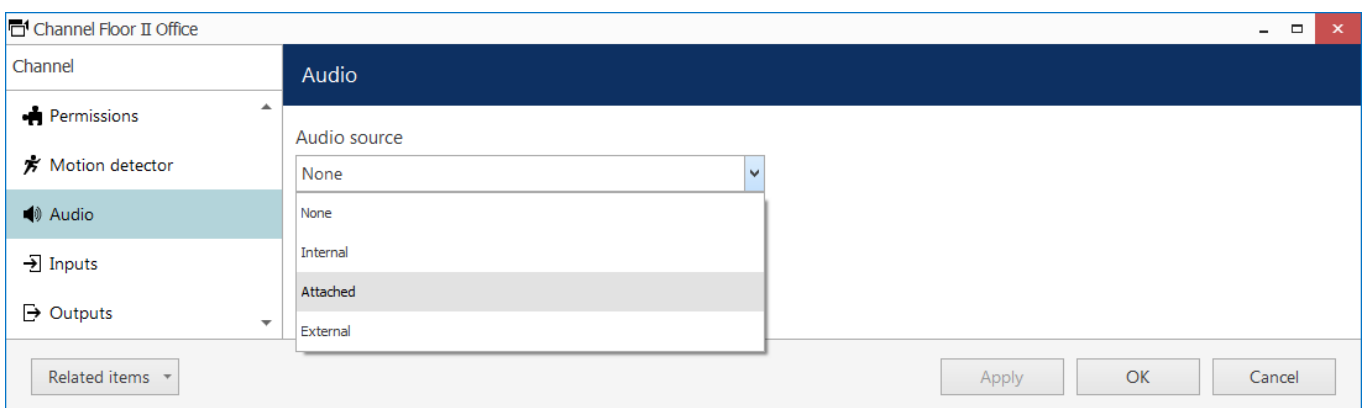 Channel Floor II Office
Channel
Audio
Permissions
Motion detector
Audio
Inputs
Outputs
Audio source
None
None
Internal
Attached
External
Related items
Apply
OK
Cancel